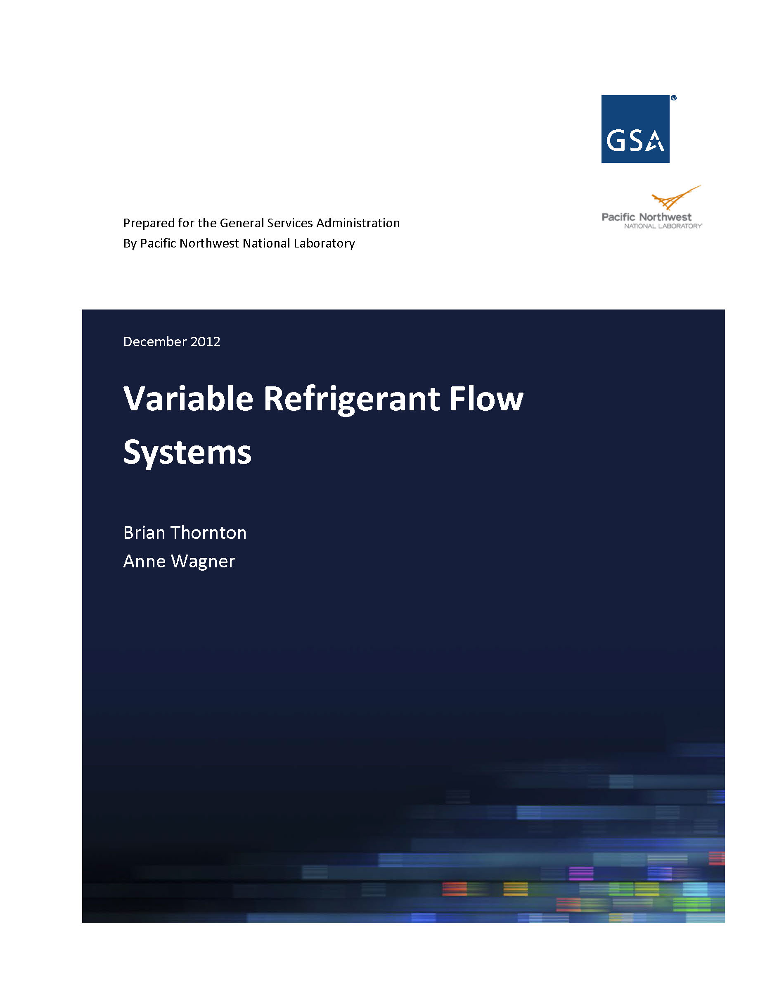 GSA®
Pacific Northwest
NATIONAL LABORATORY
Prepared for the General Services Administration
By Pacific Northwest National Laboratory
December 2012
Variable Refrigerant Flow
Systems
Brian Thornton
Anne Wagner